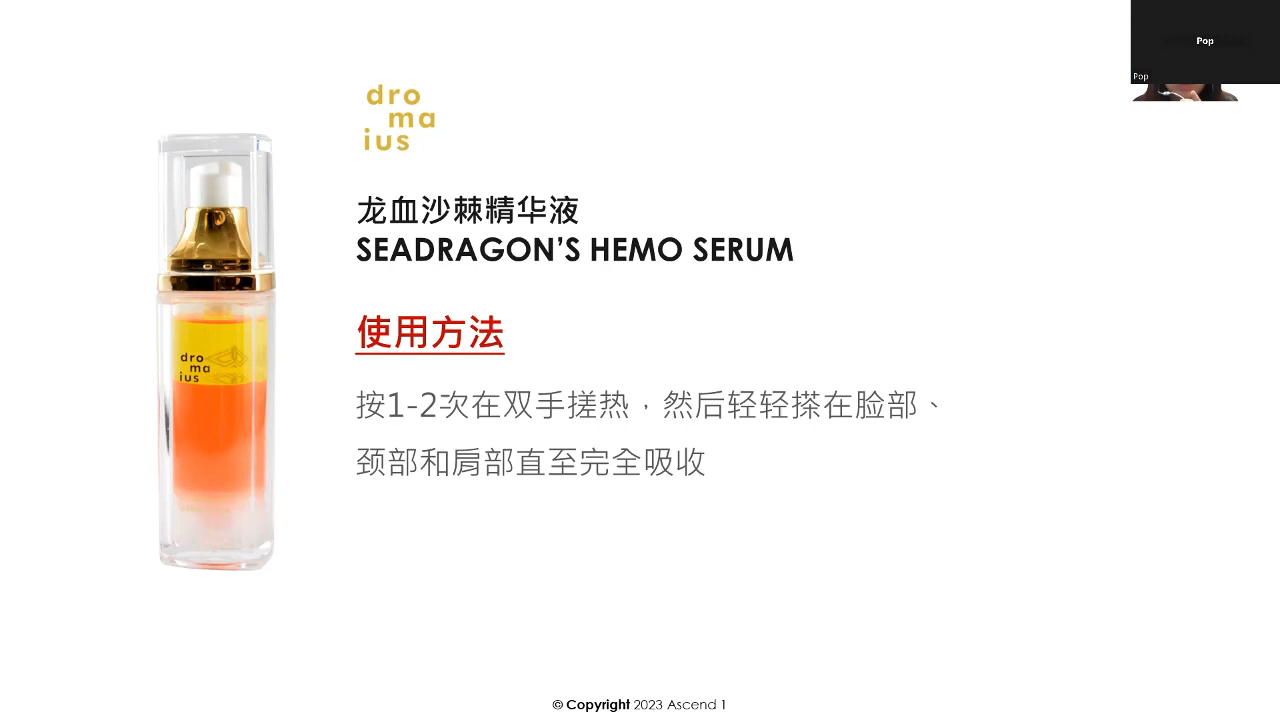 dro
ma
ius
龙血沙棘精华液
SEADRAGON'S HEMO SERUM
使用方法
按1-2次在双手搓热，然后轻轻搽在脸部、
颈部和肩部直至完全吸收
dro
ma
ius
© Copyright 2023 Ascend 1
Pop
Pop